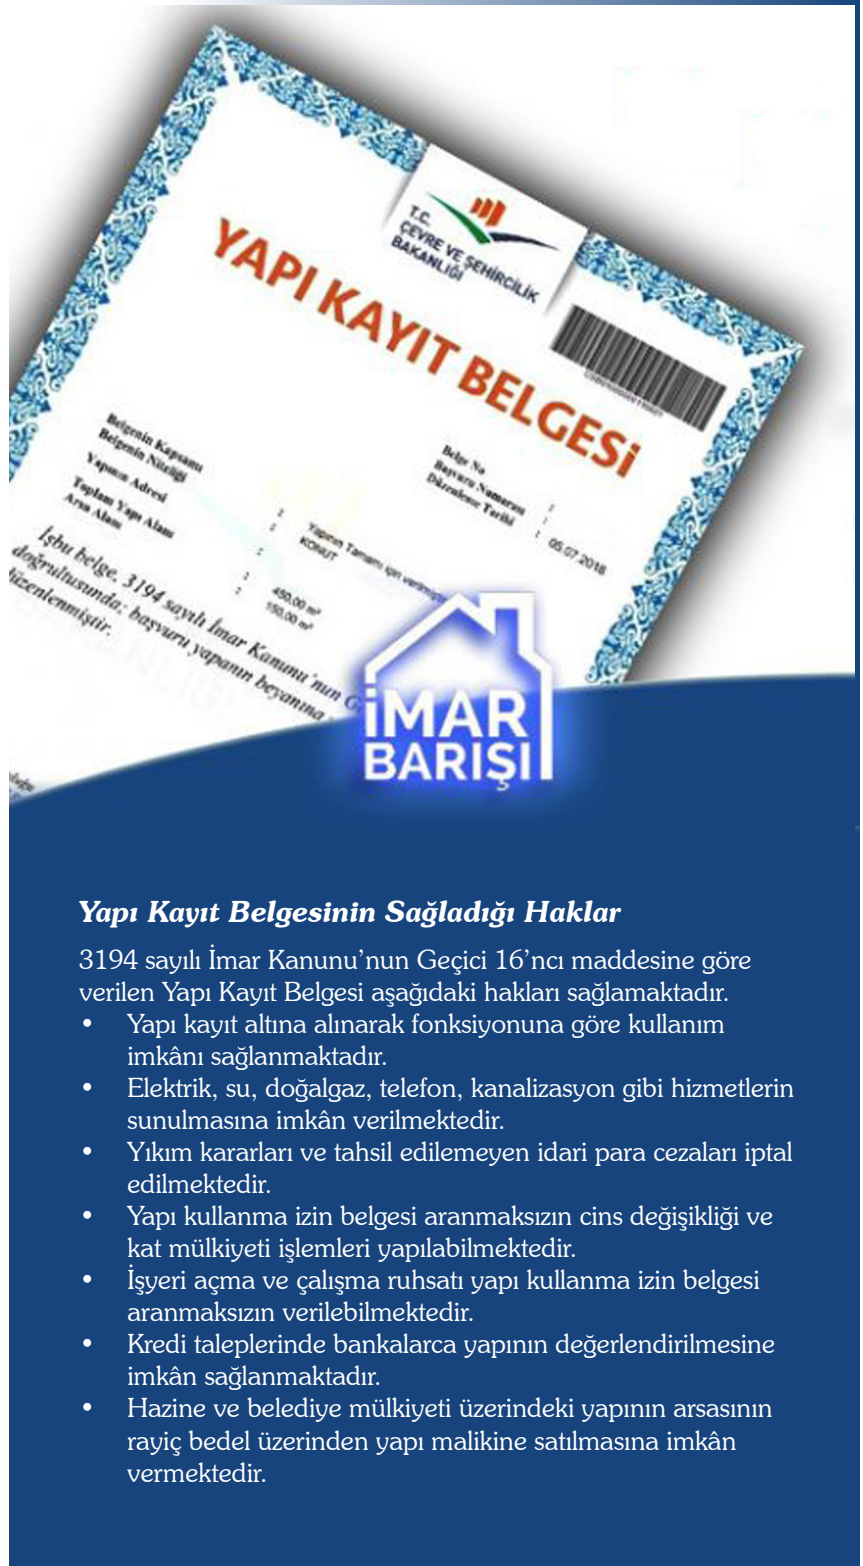 T.C.
ÇEVRE VE ŞEHİRCİLİK
BAKANLIĞI
YAPI KAYIT BELGESİ
Belge No :
Başvuru Numarası :
Düzenleme Tarihi : 05.07.2018
Belgenin Kapsamı : Yapının Tamamı için verilmiştir
Belgenin Niteliği : KONUT
Yapının Adresi :
Toplam Yapı Alanı : 450,00 m²
Arsa Alanı : 150,00 m²
İşbu belge, 3194 sayılı İmar Kanunu'nun
doğrultusunda; başvuru yapanın beyanına
düzenlenmiştir.
İMAR
BARIŞI
Yapı Kayıt Belgesinin Sağladığı Haklar
3194 sayılı İmar Kanunu’nun Geçici 16’ncı maddesine göre
verilen Yapı Kayıt Belgesi aşağıdaki hakları sağlamaktadır.
• Yapı kayıt altına alınarak fonksiyonuna göre kullanım
imkânı sağlanmaktadır.
• Elektrik, su, doğalgaz, telefon, kanalizasyon gibi hizmetlerin
sunulmasına imkân verilmektedir.
• Yıkım kararları ve tahsil edilemeyen idari para cezaları iptal
edilmektedir.
• Yapı kullanma izin belgesi aranmaksızın cins değişikliği ve
kat mülkiyeti işlemleri yapılabilmektedir.
• İşyeri açma ve çalışma ruhsatı yapı kullanma izin belgesi
aranmaksızın verilebilmektedir.
• Kredi taleplerinde bankalarca yapının değerlendirilmesine
imkân sağlanmaktadır.
• Hazine ve belediye mülkiyeti üzerindeki yapının arsasının
rayiç bedel üzerinden yapı malikine satılmasına imkân
vermektedir.